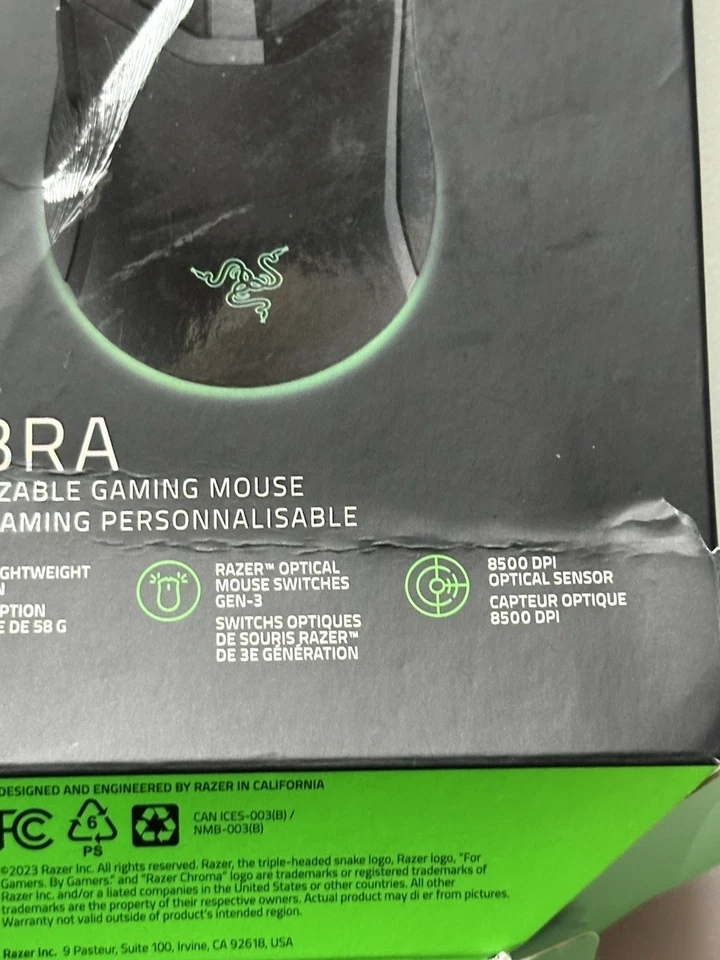 BRA
ZABLE GAMING MOUSE
AMING PERSONNALISABLE
GHTWEIGHT
N
PTION
E DE 58 G
RAZER™ OPTICAL
MOUSE SWITCHES
GEN-3
SWITCHS OPTIQUES
DE SOURIS RAZER™
DE 3E GÉNÉRATION
8500 DPI
OPTICAL SENSOR
CAPTEUR OPTIQUE
8500 DPI
DESIGNED AND ENGINEERED BY RAZER IN CALIFORNIA
FC
6
PS
CAN ICES-003(B) /
NMB-003(B)
©2023 Razer Inc. All rights reserved. Razer, the triple-headed snake logo, Razer logo, "For
Gamers. By Gamers." and "Razer Chroma" logo are trademarks or registered trademarks of
Razer Inc. and/or a liated companies in the United States or other countries. All other
trademarks are the property of their respective owners. Actual product may di er from pictures.
Warranty not valid outside of product's intended region.
Razer Inc. 9 Pasteur, Suite 100, Irvine, CA 92618, USA